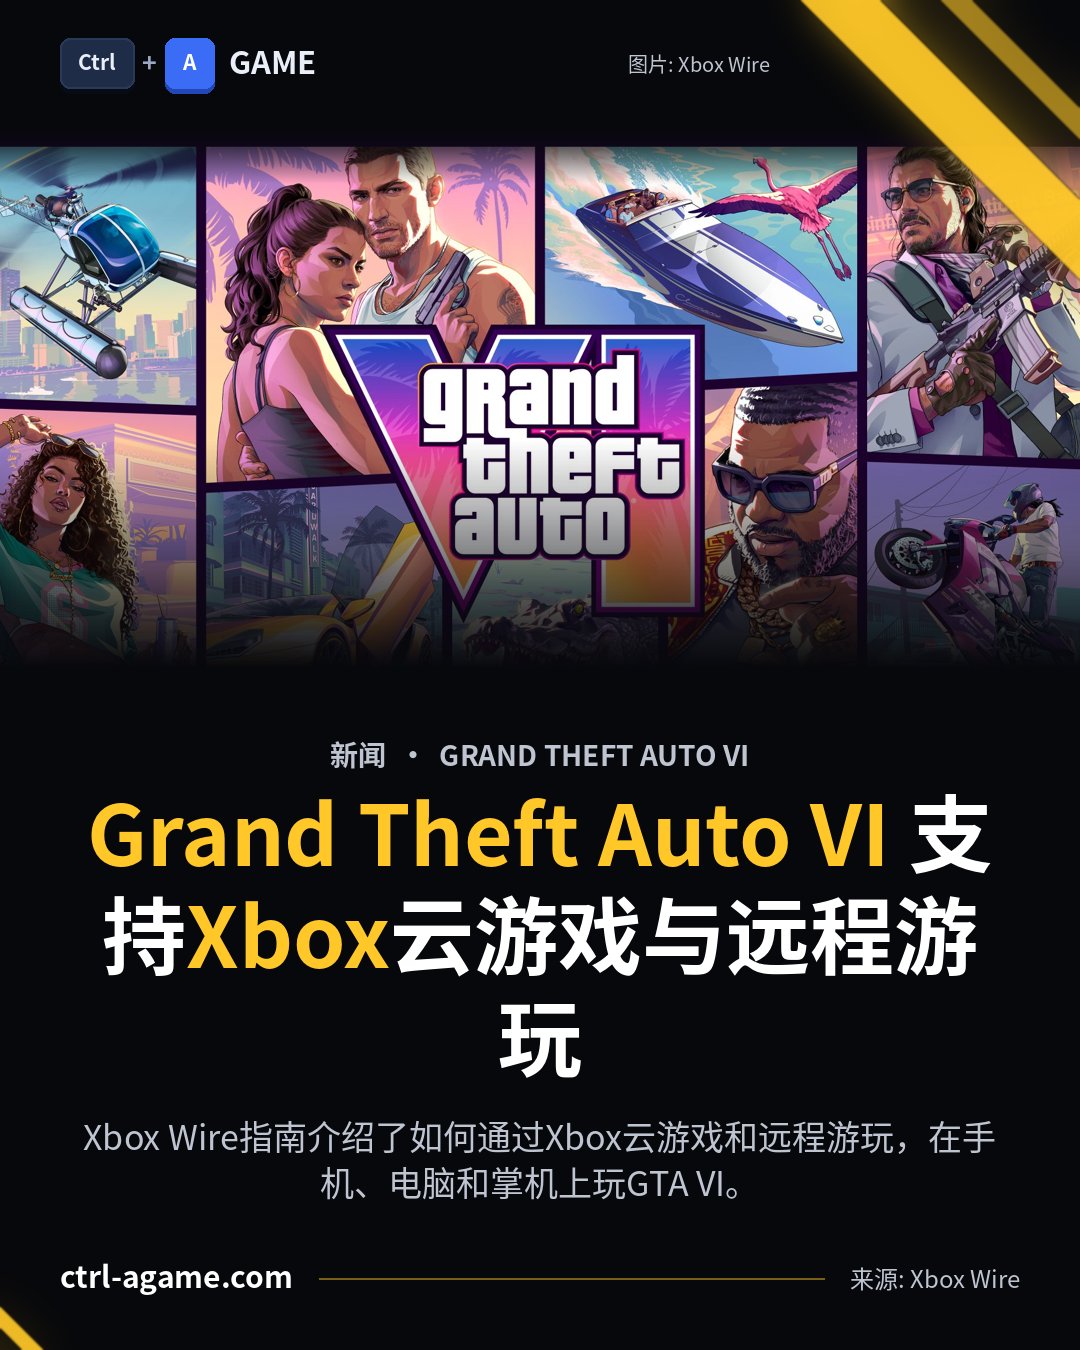 Ctrl + A GAME
图片: Xbox Wire
grand
theft
auto
VI
新闻 · GRAND THEFT AUTO VI
Grand Theft Auto VI 支
持Xbox云游戏与远程游
玩
Xbox Wire指南介绍了如何通过Xbox云游戏和远程游玩，在手
机、电脑和掌机上玩GTA VI。
ctrl-agame.com
来源: Xbox Wire